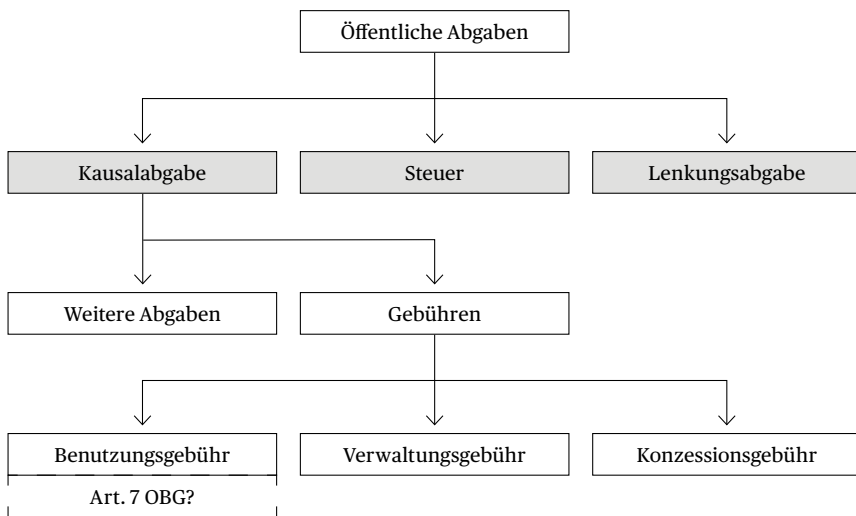 Öffentliche Abgaben
Kausalabgabe
Steuer
Lenkungsabgabe
Weitere Abgaben
Gebühren
Benutzungsgebühr
Verwaltungsgebühr
Konzessionsgebühr
Art. 7 OBG?